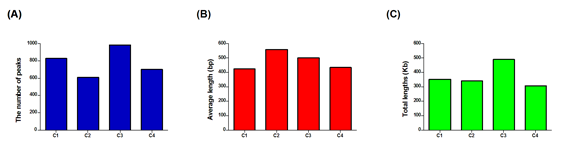 (A)
The number of peaks
1000
800
600
400
200
0
C1 C2 C3 C4
(B)
Average length (bp)
600
500
400
300
200
100
0
C1 C2 C3 C4
(C)
Total lengths (Kb)
600
500
400
300
200
100
0
C1 C2 C3 C4